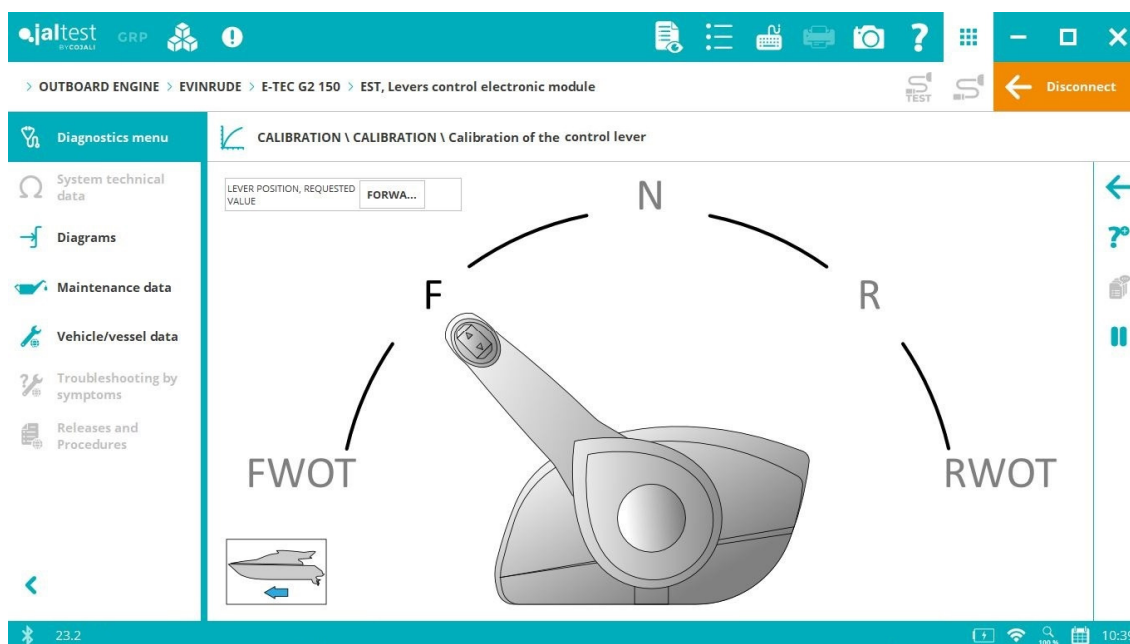 jaltest GRP
BY COJALI
> OUTBOARD ENGINE > EVINRUDE > E-TEC G2 150 > EST, Levers control electronic module
TEST
Disconnect
Diagnostics menu
CALIBRATION \ CALIBRATION \ Calibration of the control lever
System technical
data
Diagrams
Maintenance data
Vehicle/vessel data
Troubleshooting by
symptoms
Releases and
Procedures
LEVER POSITION, REQUESTED
VALUE
FORWA...
N
F
R
FWOT
RWOT
23.2
100 %